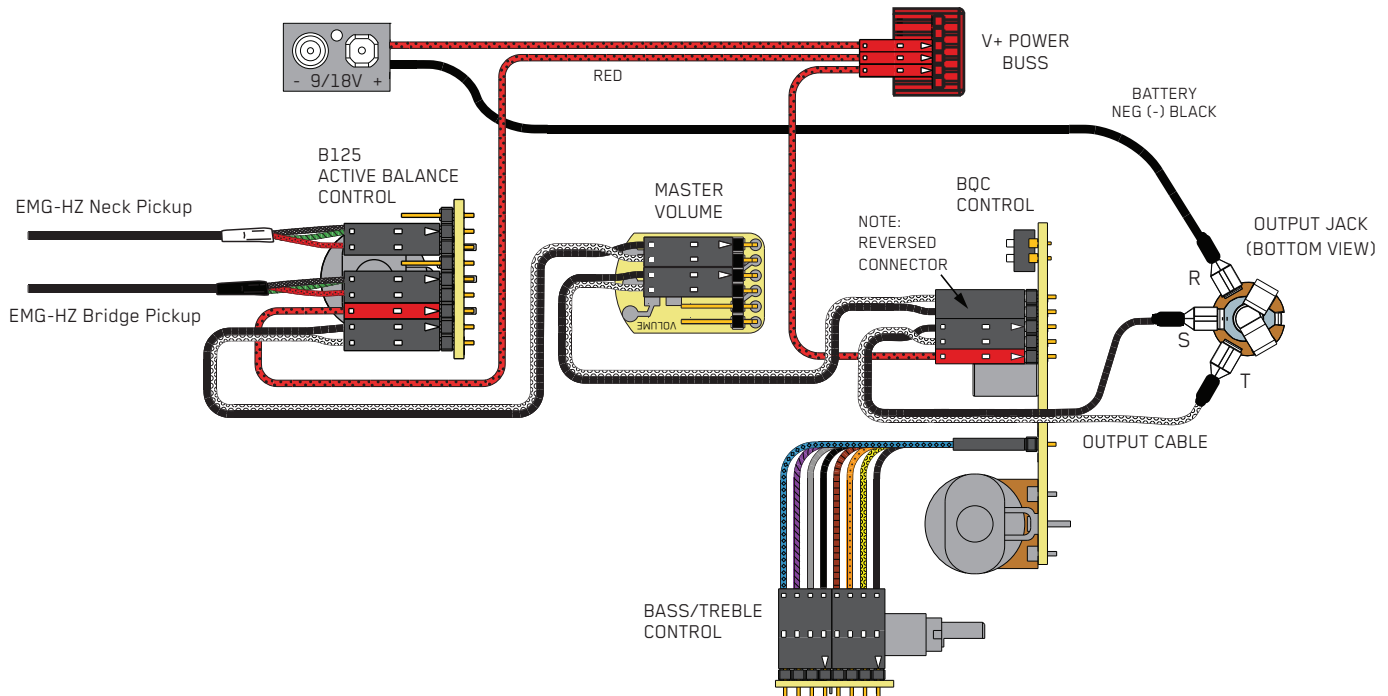 - 9/18V +
RED
V+ POWER
BUSS
BATTERY
NEG (-) BLACK
B125
ACTIVE BALANCE
CONTROL
EMG-HZ Neck Pickup
EMG-HZ Bridge Pickup
MASTER
VOLUME
VOLUME
BQC
CONTROL
NOTE:
REVERSED
CONNECTOR
OUTPUT JACK
(BOTTOM VIEW)
R
S
T
OUTPUT CABLE
BASS/TREBLE
CONTROL